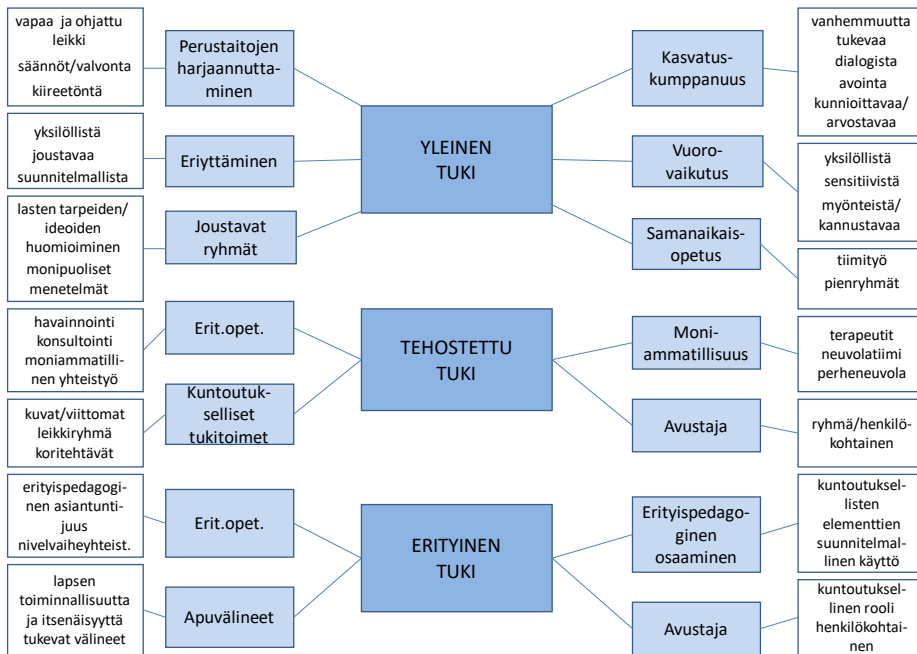 vapaa ja ohjattu
leikki
säännöt/valvonta
kiireetöntä
Perustaitojen
harjaannutta-
minen
yksilöllistä
joustavaa
suunnitelmallista
Eriyttäminen
lasten tarpeiden/
ideoiden
huomioiminen
monipuoliset
menetelmät
Joustavat
ryhmät
YLEINEN
TUKI
Kasvatus-
kumppanuus
vanhemmuutta
tukevaa
dialogista
avointa
kunnioittavaa/
arvostavaa
Vuoro-
vaikutus
yksilöllistä
sensitiivistä
myönteistä/
kannustavaa
Samanaikais-
opetus
tiimityö
pienryhmät
havainnointi
konsultointi
moniammatilli
nen yhteistyö
Erit.opet.
kuvat/viittomat
leikkiryhmä
koritehtävät
Kuntoutuk-
selliset
tukitoimet
TEHOSTETTU
TUKI
Moni-
ammatillisuus
terapeutit
neuvolatiimi
perheneuvola
Avustaja
ryhmä/henkilö-
kohtainen
erityispedagogi-
nen asiantunti-
juus
nivelvaiheyhteist.
Erit.opet.
lapsen
toiminnallisuutta
ja itsenäisyyttä
tukevat välineet
Apuvälineet
ERITYINEN
TUKI
Erityispedago-
ginen
osaaminen
kuntoutuksel-
listen
elementtien
suunnitelmal-
linen käyttö
Avustaja
kuntoutuksel-
linen rooli
henkilökohtai-
nen